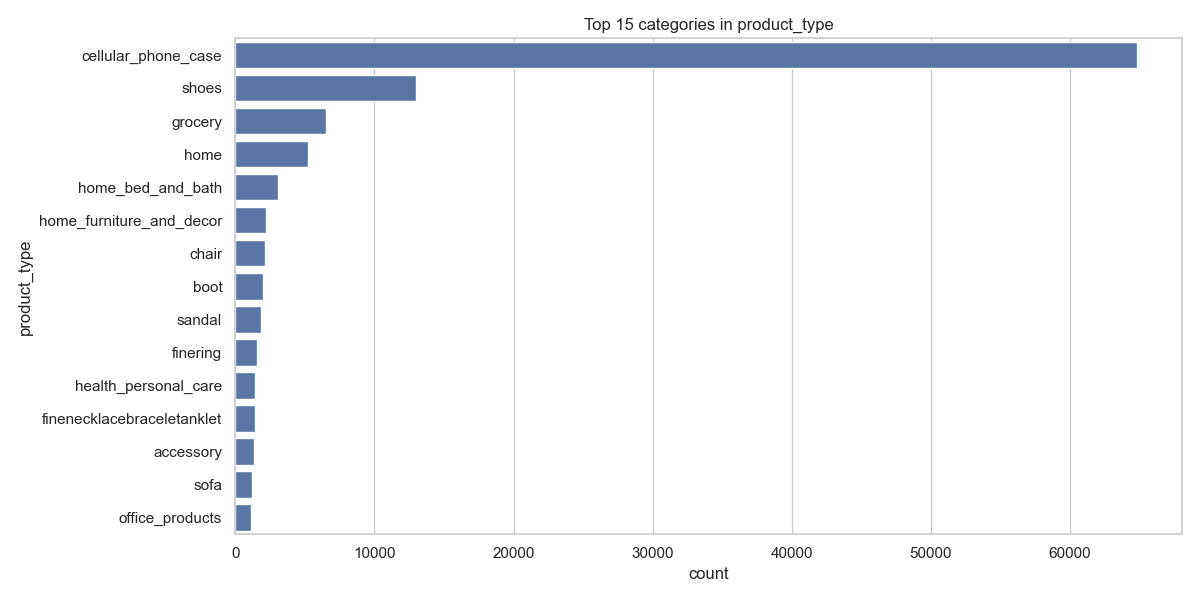 Top 15 categories in product_type
cellular_phone_case
shoes
grocery
home
home_bed_and_bath
home_furniture_and_decor
chair
boot
sandal
finering
health_personal_care
finenecklacebraceletanklet
accessory
sofa
office_products
product_type
0 10000 20000 30000 40000 50000 60000
count